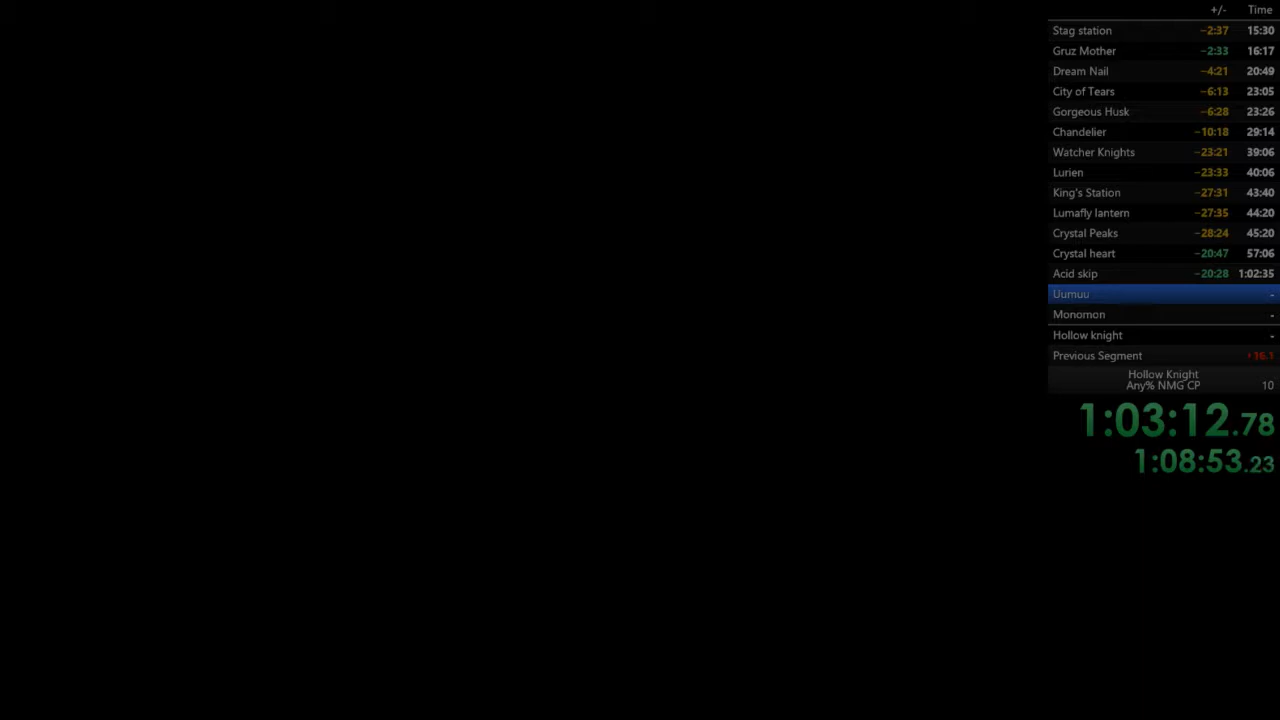 +/- Time
Stag station −2:37 15:30
Gruz Mother −2:33 16:17
Dream Nail −4:21 20:49
City of Tears −6:13 23:05
Gorgeous Husk −6:28 23:26
Chandelier −10:18 29:14
Watcher Knights −23:21 39:06
Lurien −23:33 40:06
King's Station −27:31 43:40
Lumafly lantern −27:35 44:20
Crystal Peaks −28:24 45:20
Crystal heart −20:47 57:06
Acid skip −20:28 1:02:35
Uumuu -
Monomon -
Hollow knight -
Previous Segment +16.1
Hollow Knight
Any% NMG CP 10
1:03:12.78
1:08:53.23